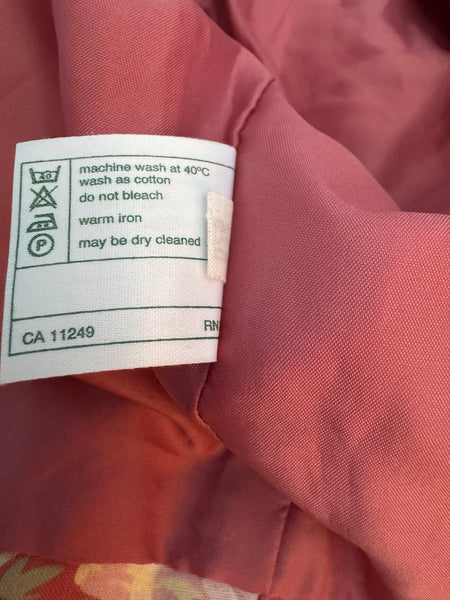 40
machine wash at 40°C
wash as cotton
do not bleach
warm iron
P
may be dry cleaned
CA 11249
RN